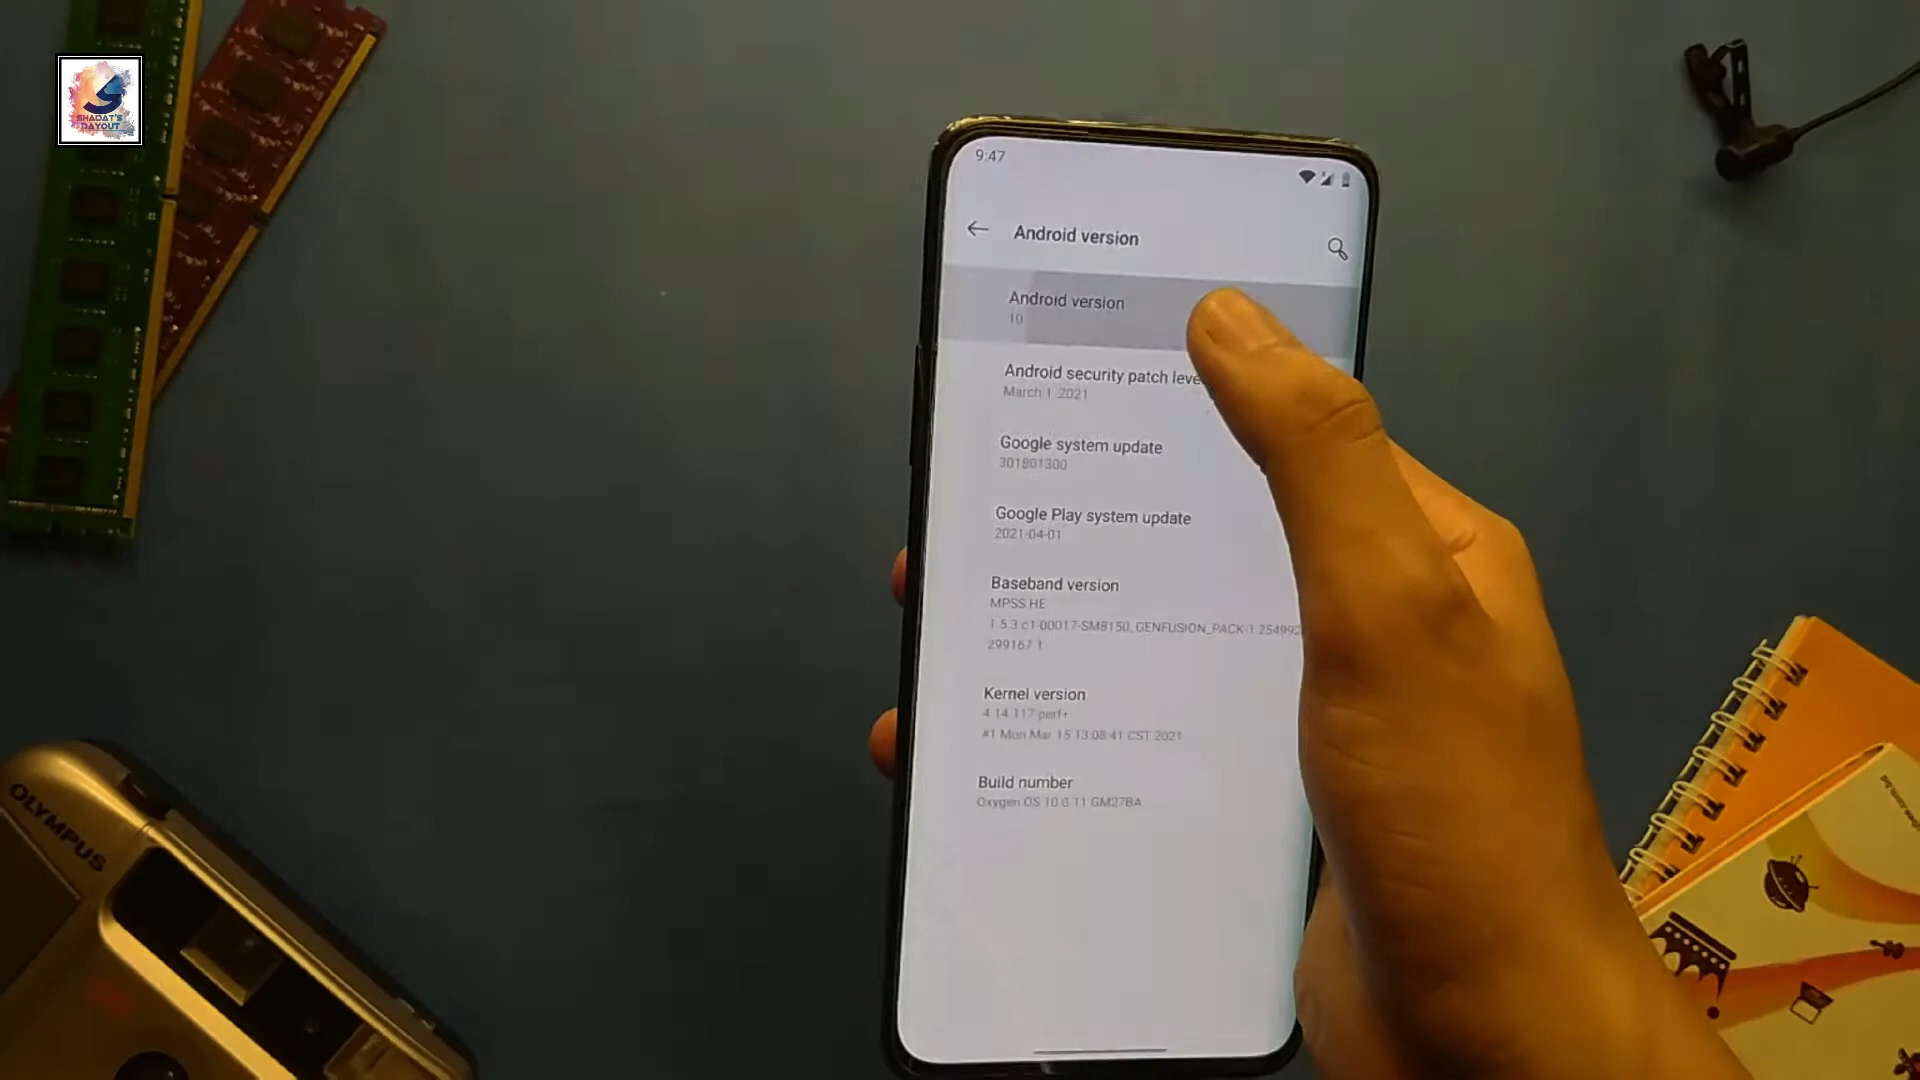 SHADAT'S
DAYOUT
9:47
Android version
Android version
10
Android security patch leve
March 1, 2021
Google system update
301801300
Google Play system update
2021-04-01
Baseband version
MPSS.HE
1.5.3.c1-00017-SM8150_GENFUSION_PACK-1.25499
299167.1
Kernel version
4.14.117-perf+
#1 Mon Mar 15 13:08:41 CST 2021
Build number
Oxygen OS 10.0.11.GM27BA
OLYMPUS